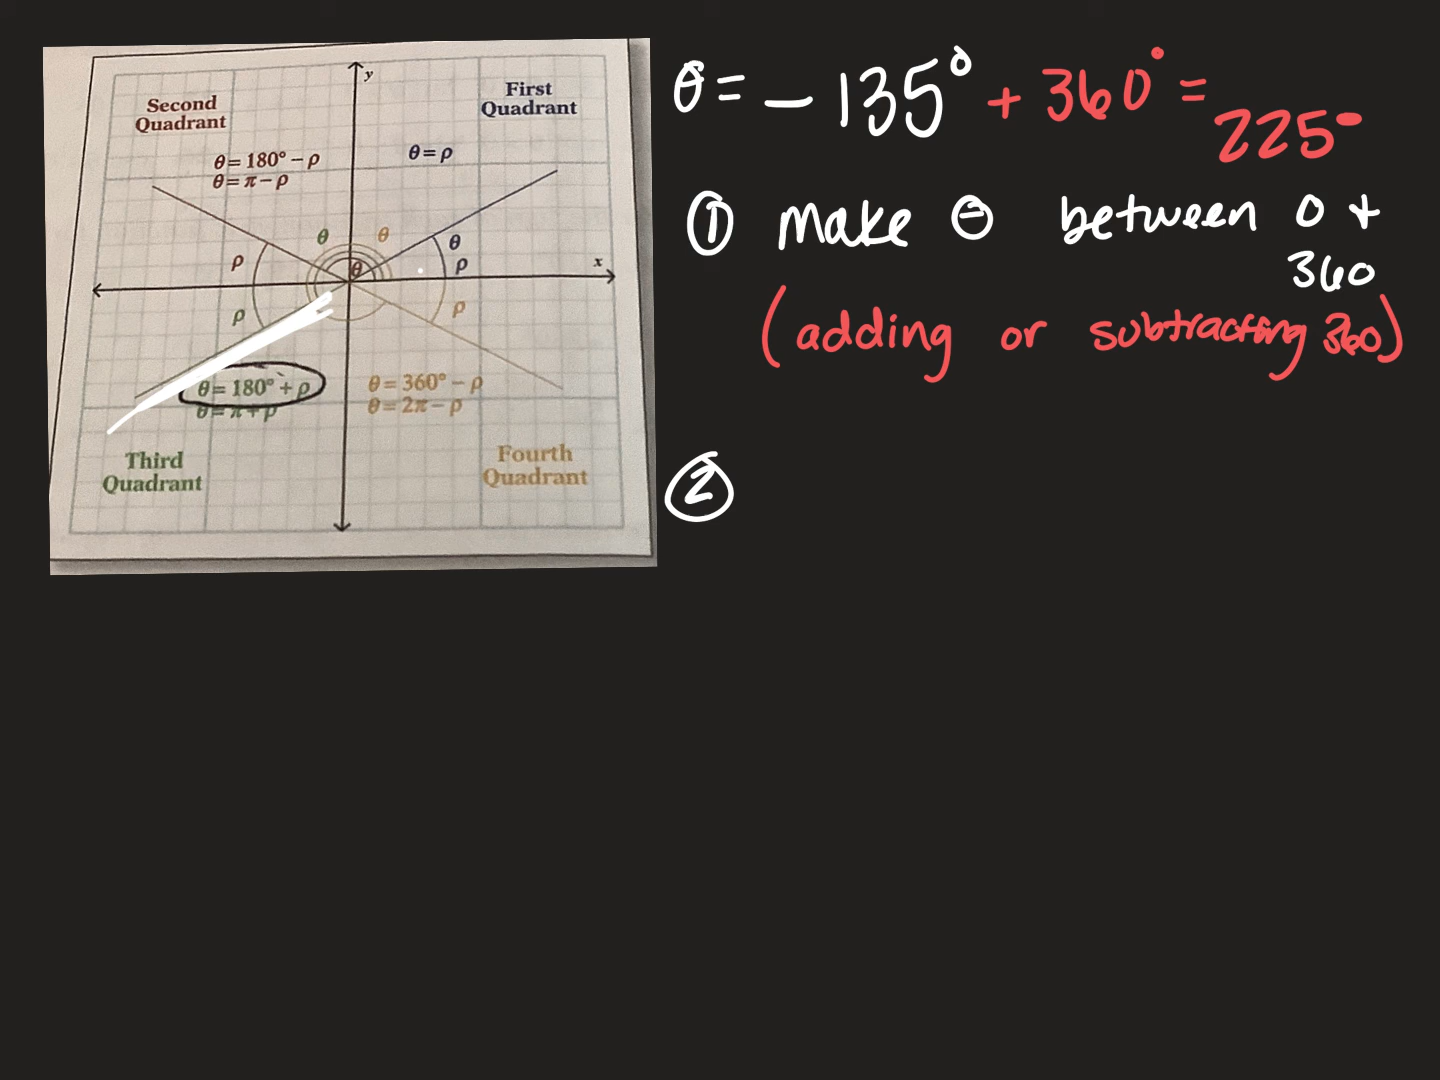 y
Second
Quadrant
First
Quadrant
θ = 180° − ρ
θ = π − ρ
θ = ρ
θ
θ
θ
ρ
θ
ρ
x
ρ
ρ
θ = 180° + ρ
θ = π + ρ
θ = 360° − ρ
θ = 2π − ρ
Third
Quadrant
Fourth
Quadrant
θ = − 135° + 360° =
225°
① make θ between 0 +
360
(adding or subtracting 360)
②